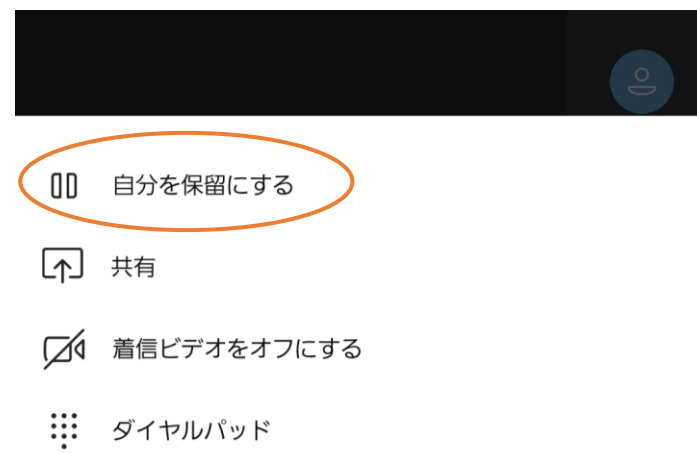 自分を保留にする
共有
着信ビデオをオフにする
ダイヤルパッド